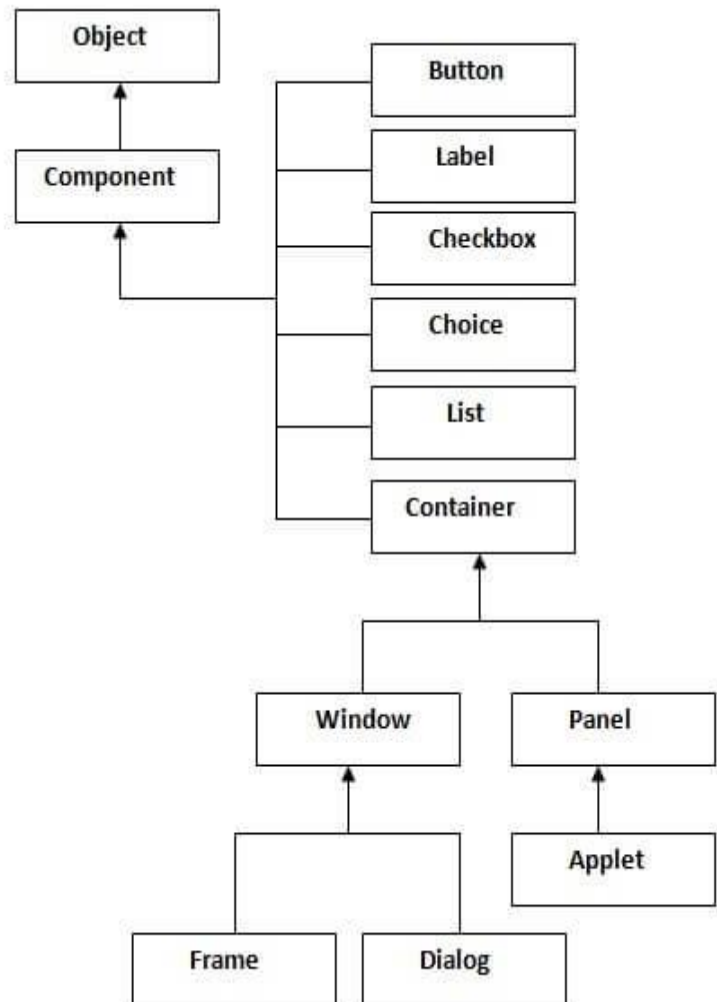 Object
Button
Label
Component
Checkbox
Choice
List
Container
Window
Panel
Applet
Frame
Dialog